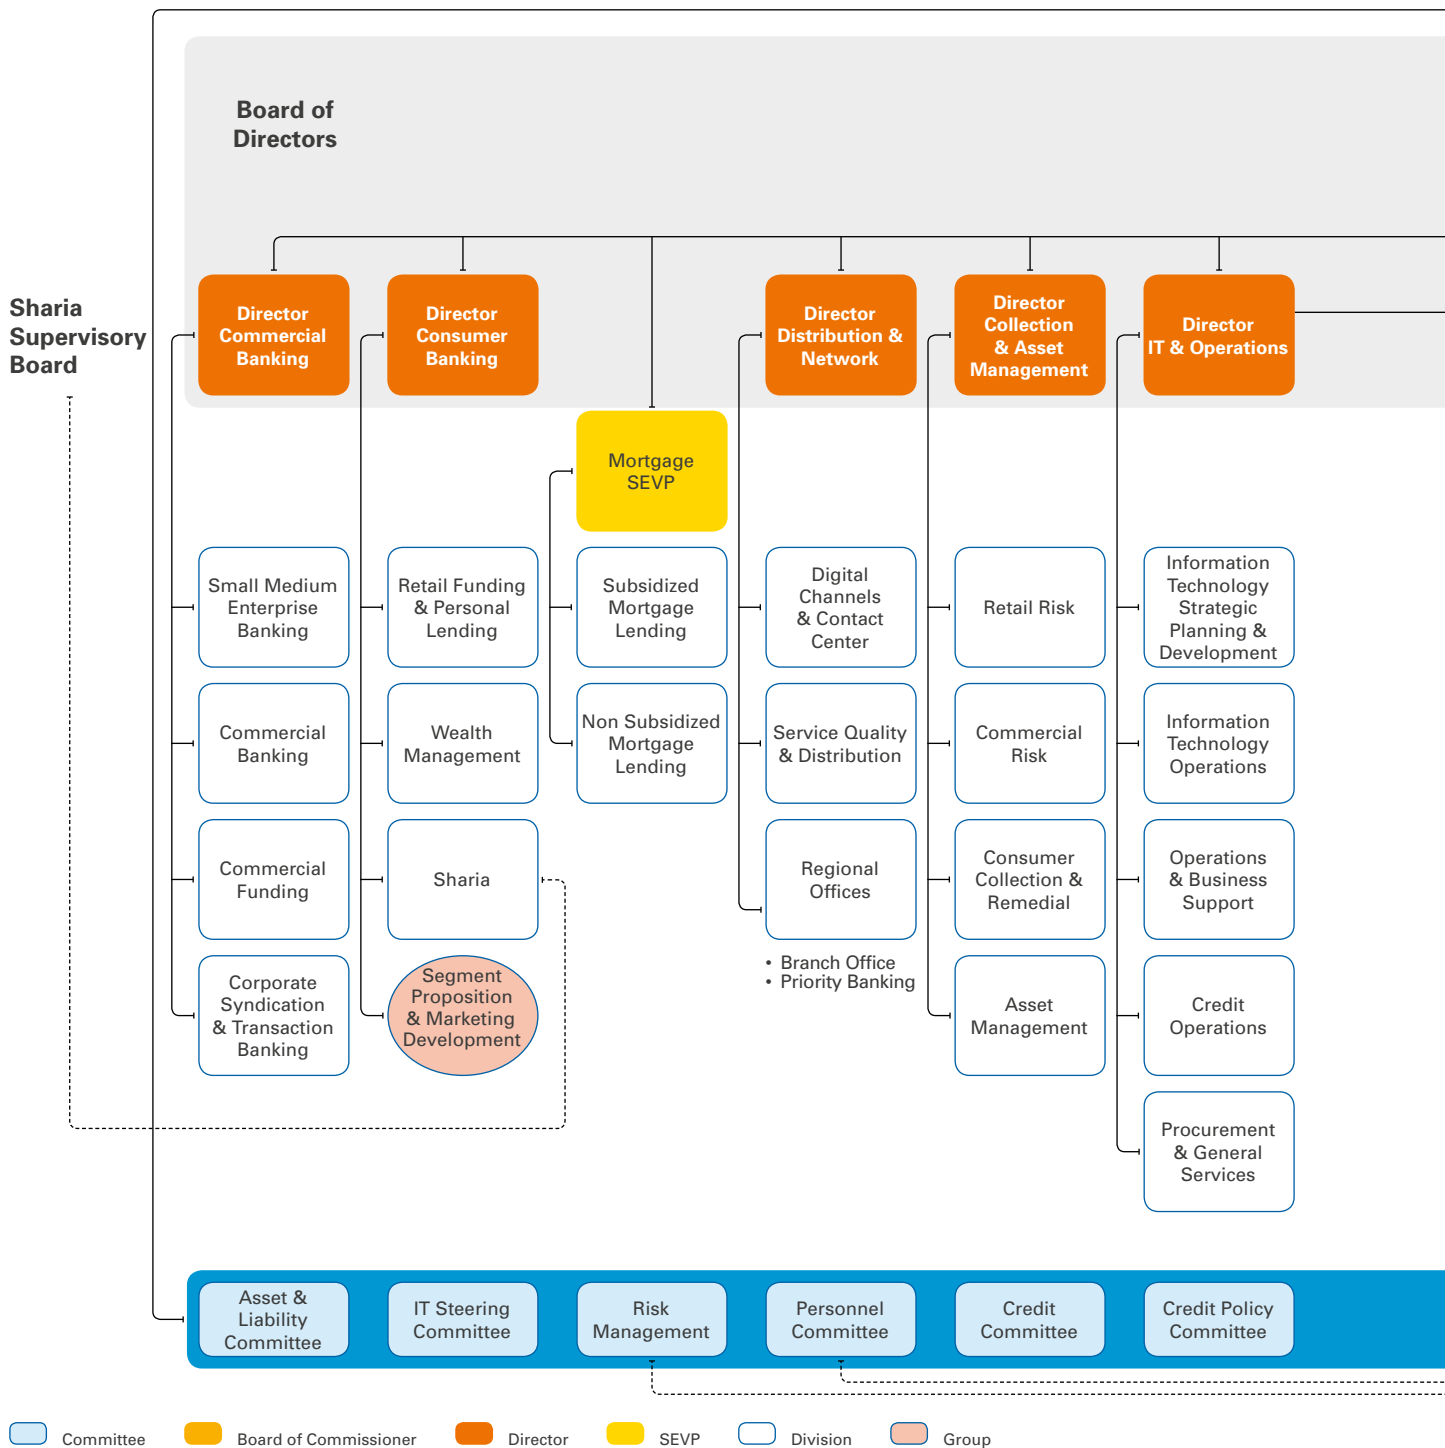 Board of
Directors
Sharia
Supervisory
Board
Director
Commercial
Banking
Director
Consumer
Banking
Director
Distribution &
Network
Director
Collection
& Asset
Management
Director
IT & Operations
Mortgage
SEVP
Small Medium
Enterprise
Banking
Retail Funding
& Personal
Lending
Subsidized
Mortgage
Lending
Digital
Channels
& Contact
Center
Retail Risk
Information
Technology
Strategic
Planning &
Development
Commercial
Banking
Wealth
Management
Non Subsidized
Mortgage
Lending
Service Quality
& Distribution
Commercial
Risk
Information
Technology
Operations
Commercial
Funding
Sharia
Regional
Offices
Consumer
Collection &
Remedial
Operations
& Business
Support
• Branch Office
• Priority Banking
Corporate
Syndication
& Transaction
Banking
Segment
Proposition
& Marketing
Development
Asset
Management
Credit
Operations
Procurement
& General
Services
Asset &
Liability
Committee
IT Steering
Committee
Risk
Management
Personnel
Committee
Credit
Committee
Credit Policy
Committee
Committee
Board of Commissioner
Director
SEVP
Division
Group